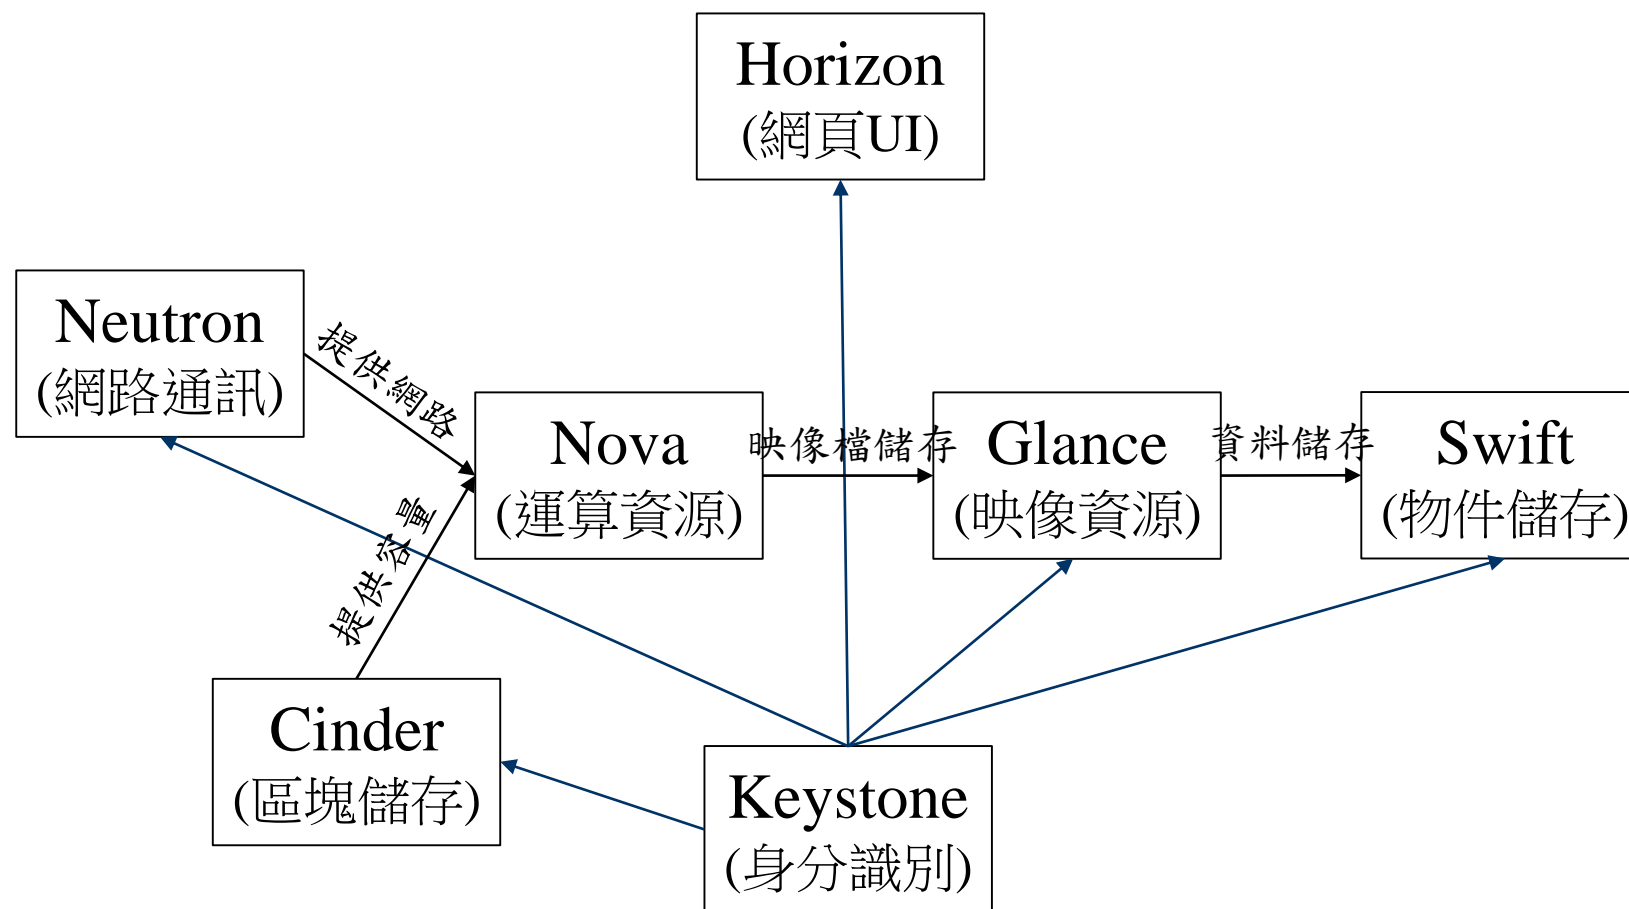 Horizon
(網頁UI)
Neutron
(網路通訊)
提供網路
Nova
(運算資源)
映像檔儲存
Glance
(映像資源)
資料儲存
Swift
(物件儲存)
提供容量
Cinder
(區塊儲存)
Keystone
(身分識別)